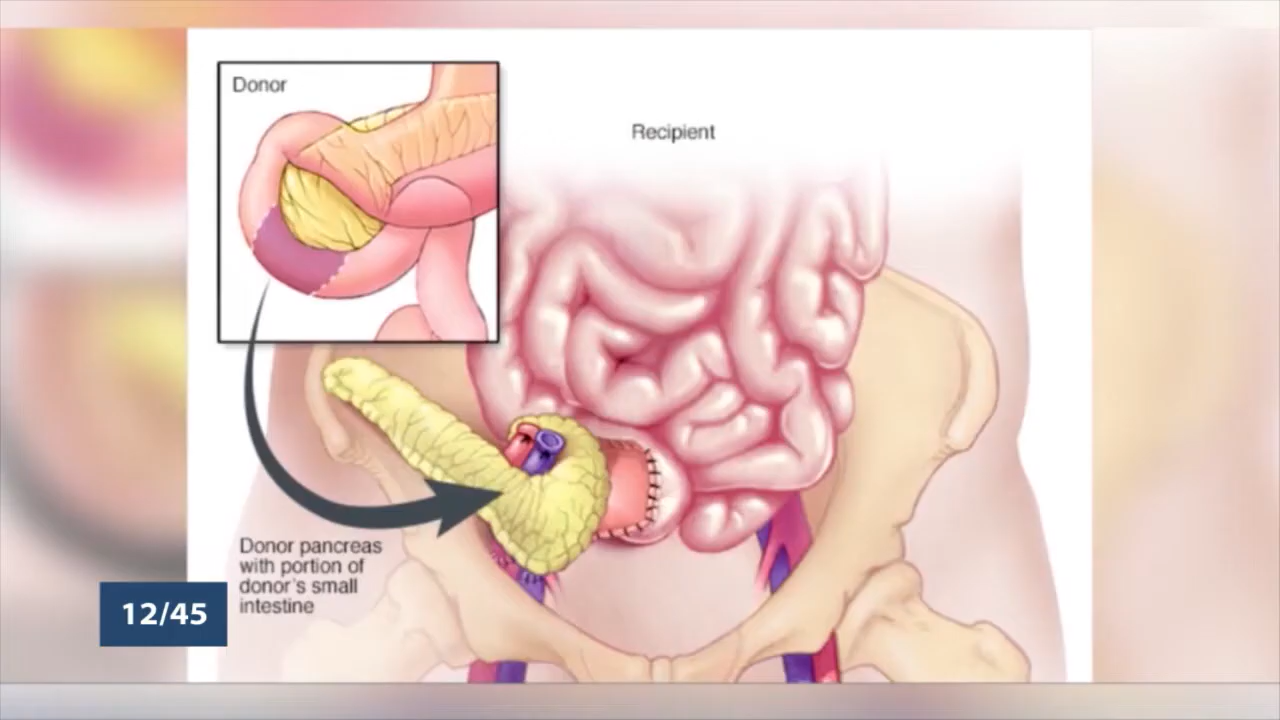 Donor
Recipient
Donor pancreas
with portion of
donor's small
intestine
12/45